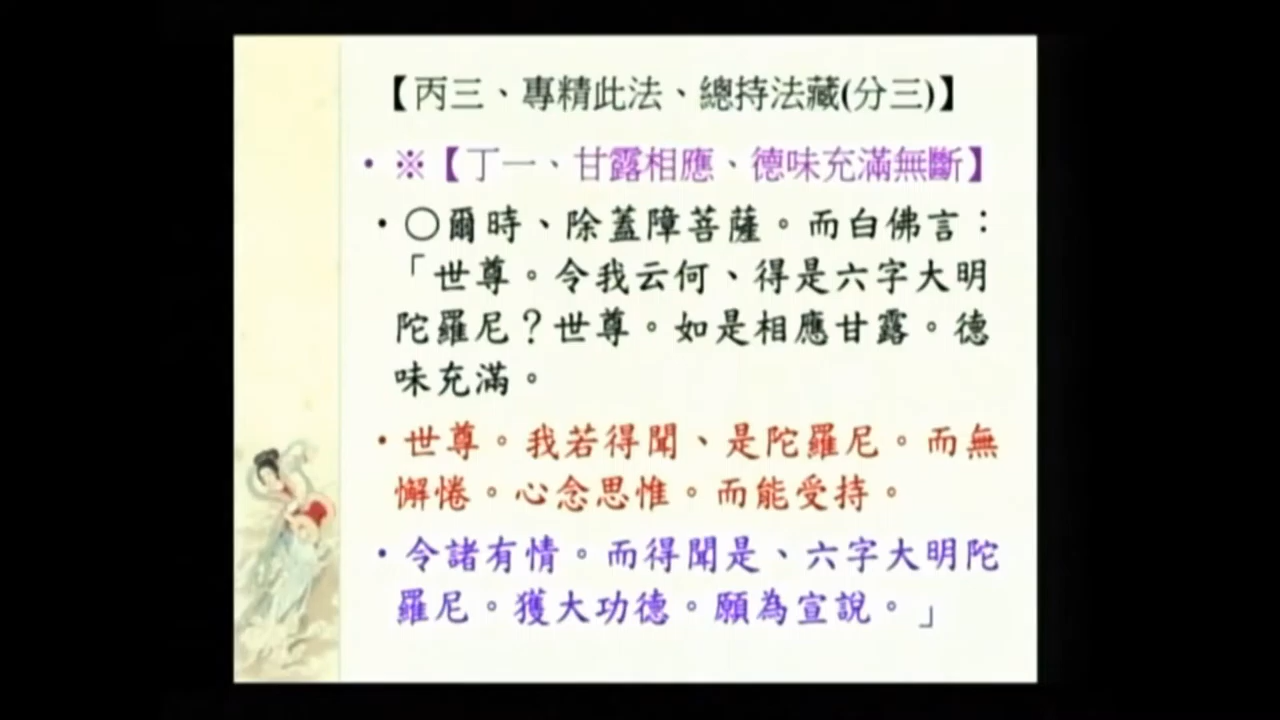 【丙三、專精此法、總持法藏(分三)】
• ※【丁一、甘露相應、德味充滿無斷】
• ○爾時、除蓋障菩薩。而白佛言：
「世尊。令我云何、得是六字大明
陀羅尼？世尊。如是相應甘露。德
味充滿。
• 世尊。我若得聞、是陀羅尼。而無
懈惓。心念思惟。而能受持。
• 令諸有情。而得聞是、六字大明陀
羅尼。獲大功德。願為宣說。」